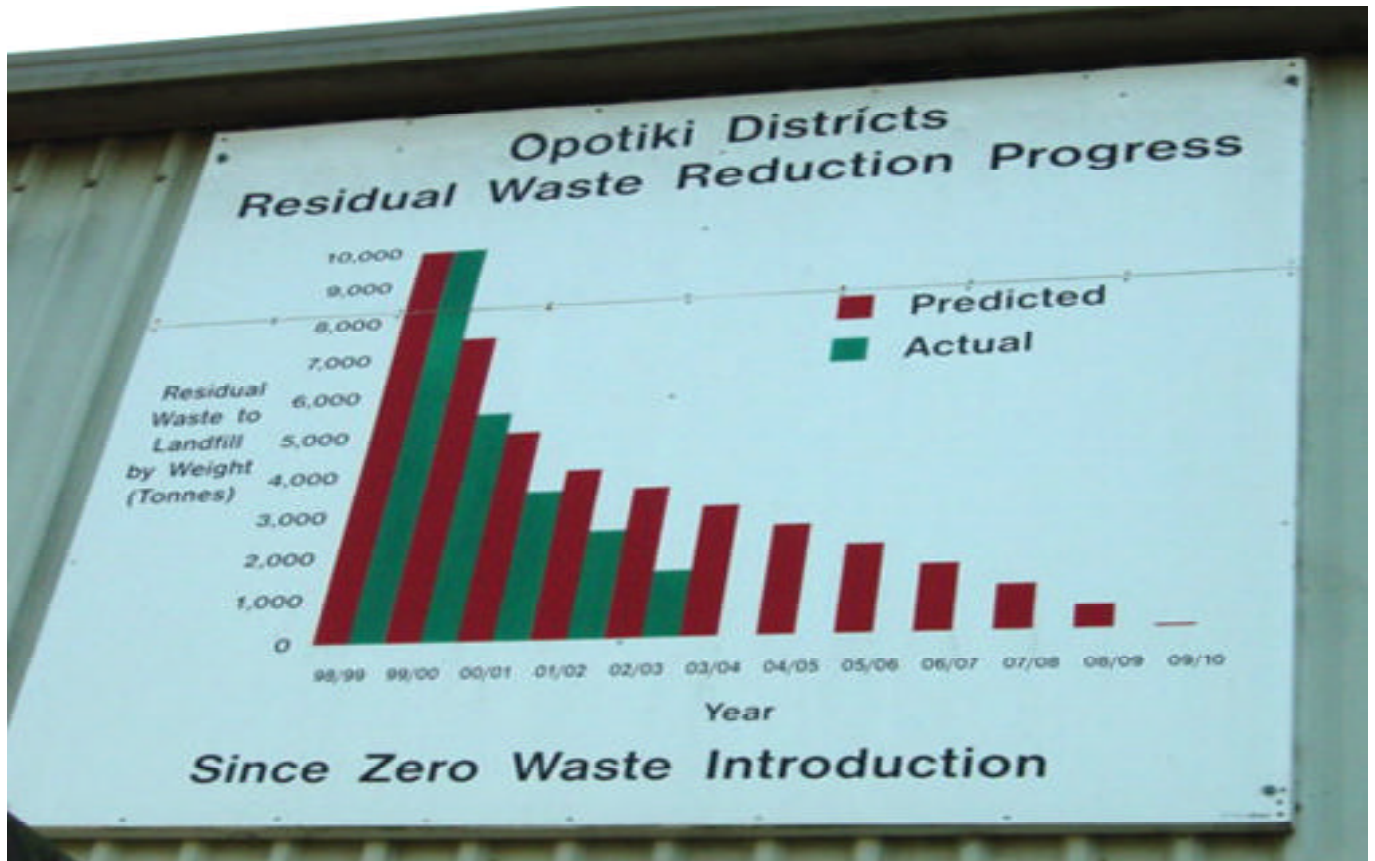 Opotiki Districts
Residual Waste Reduction Progress
10,000
9,000
8,000
7,000
6,000
5,000
4,000
3,000
2,000
1,000
0
Residual
Waste to
Landfill
by Weight
(Tonnes)
Predicted
Actual
98/99 99/00 00/01 01/02 02/03 03/04 04/05 05/06 06/07 07/08 08/09 09/10
Year
Since Zero Waste Introduction